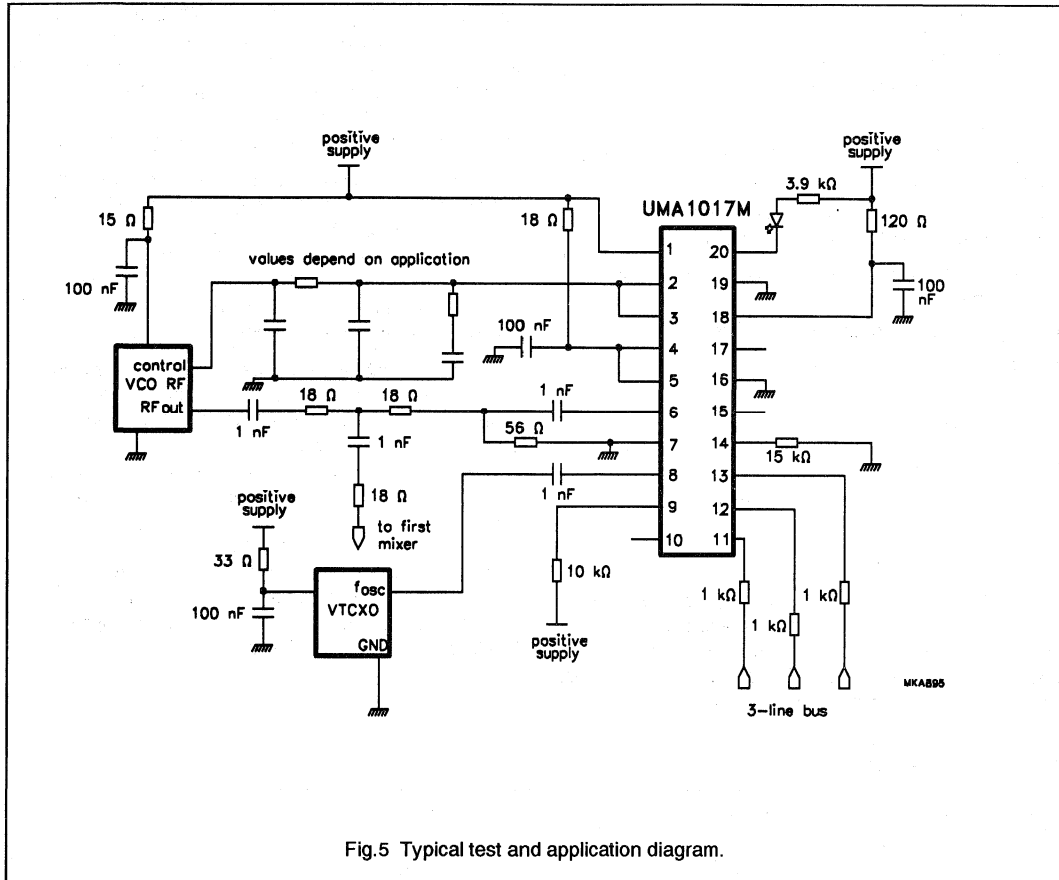 positive
supply
positive
supply
3.9 kΩ
15 Ω
18 Ω
UMA1017M
120 Ω
1
20
values depend on application
100 nF
2
19
100
nF
3
18
100 nF
4
17
control
VCO RF
RFout
5
16
1 nF
18 Ω
18 Ω
1 nF
6
15
56 Ω
7
14
15 kΩ
1 nF
8
13
1 nF
positive
supply
18 Ω
9
12
to first
mixer
10
11
33 Ω
10 kΩ
fosc
VTCXO
GND
100 nF
1 kΩ
1 kΩ
1 kΩ
positive
supply
3-line bus
MKA895
Fig.5 Typical test and application diagram.